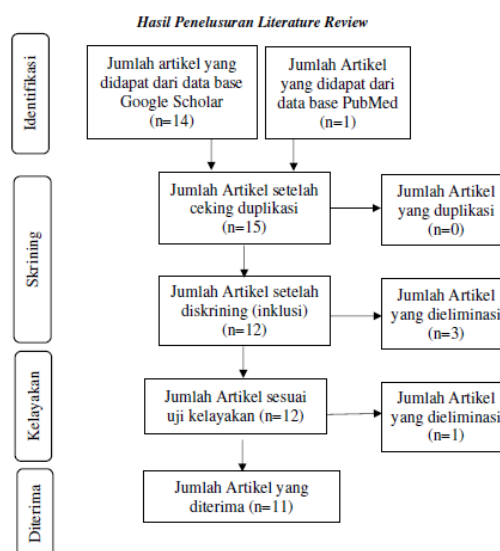 Hasil Penelusuran Literature Review
Identifikasi
Jumlah artikel yang
didapat dari data base
Google Scholar
(n=14)
Jumlah Artikel
yang didapat dari
data base PubMed
(n=1)
Skrining
Jumlah Artikel setelah
ceking duplikasi
(n=15)
Jumlah Artikel
yang duplikasi
(n=0)
Jumlah Artikel setelah
diskrining (inklusi)
(n=12)
Jumlah Artikel
yang dieliminasi
(n=3)
Kelayakan
Jumlah Artikel sesuai
uji kelayakan (n=12)
Jumlah Artikel
yang dieliminasi
(n=1)
Diterima
Jumlah Artikel yang
diterima (n=11)